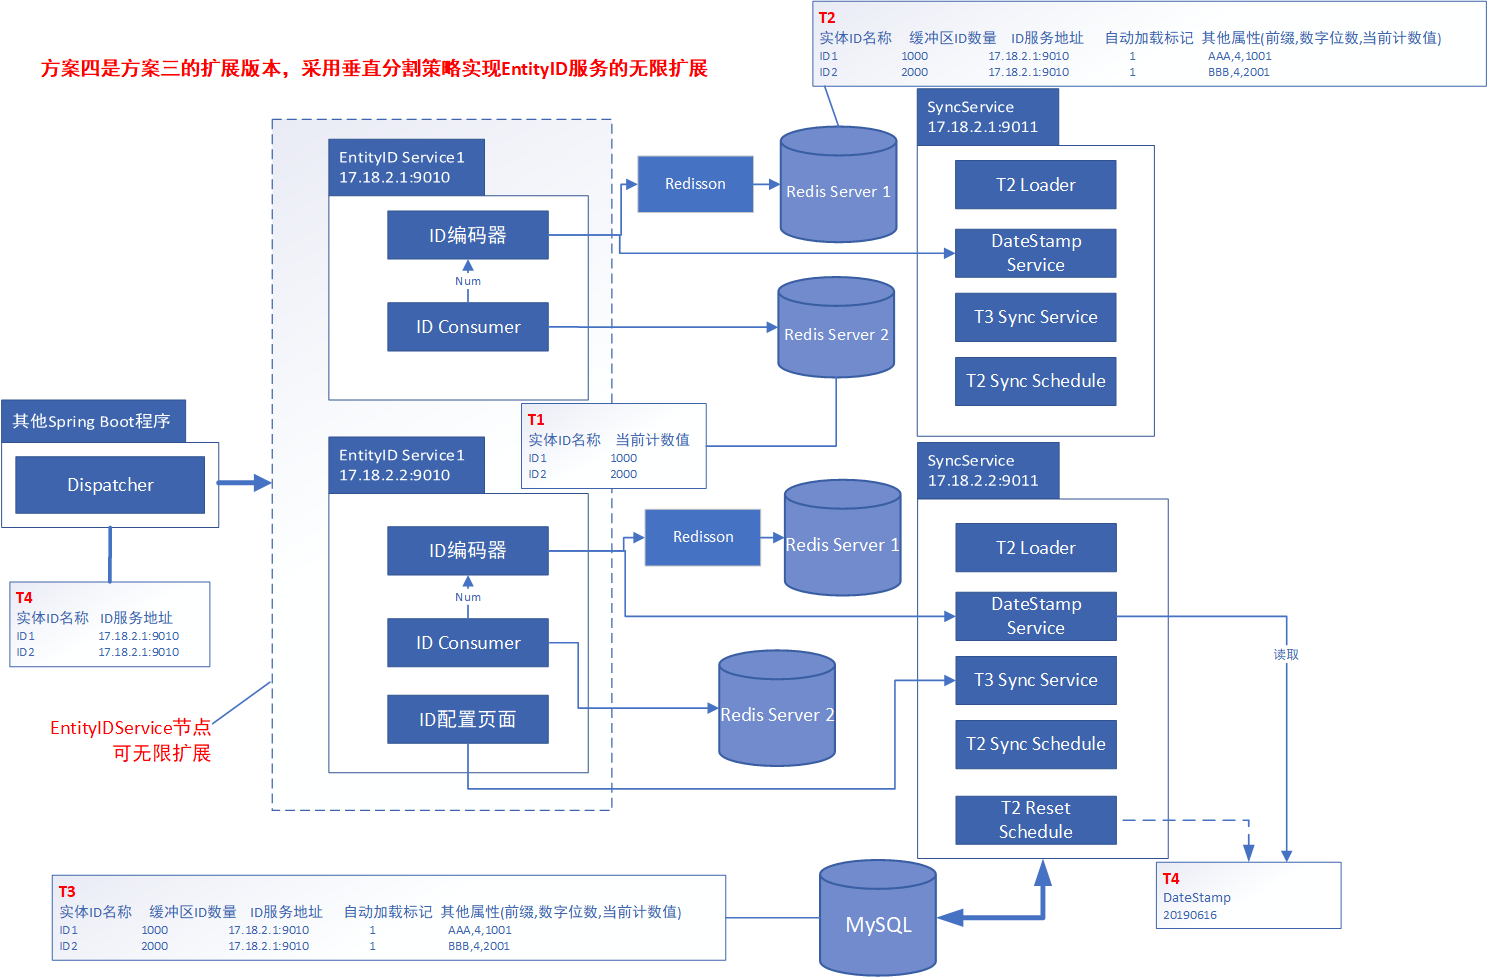 T2
实体ID名称 缓冲区ID数量 ID服务地址 自动加载标记 其他属性(前缀,数字位数,当前计数值)
ID1 1000 17.18.2.1:9010 1 AAA,4,1001
ID2 2000 17.18.2.1:9010 1 BBB,4,2001
方案四是方案三的扩展版本，采用垂直分割策略实现EntityID服务的无限扩展
EntityID Service1
17.18.2.1:9010
ID编码器
Num
ID Consumer
Redisson
Redis Server 1
Redis Server 2
SyncService
17.18.2.1:9011
T2 Loader
DateStamp
Service
T3 Sync Service
T2 Sync Schedule
T1
实体ID名称 当前计数值
ID1 1000
ID2 2000
其他Spring Boot程序
Dispatcher
T4
实体ID名称 ID服务地址
ID1 17.18.2.1:9010
ID2 17.18.2.1:9010
EntityIDService节点
可无限扩展
EntityID Service1
17.18.2.2:9010
ID编码器
Num
ID Consumer
ID配置页面
Redisson
Redis Server 1
Redis Server 2
SyncService
17.18.2.2:9011
T2 Loader
DateStamp
Service
T3 Sync Service
T2 Sync Schedule
T2 Reset
Schedule
读取
T4
DateStamp
20190616
MySQL
T3
实体ID名称 缓冲区ID数量 ID服务地址 自动加载标记 其他属性(前缀,数字位数,当前计数值)
ID1 1000 17.18.2.1:9010 1 AAA,4,1001
ID2 2000 17.18.2.1:9010 1 BBB,4,2001